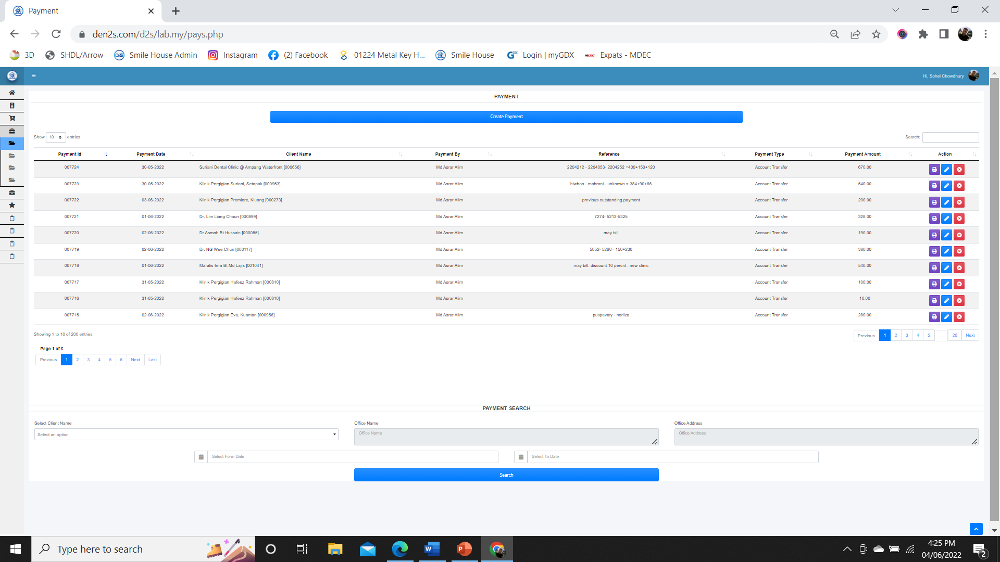 Payment
den2s.com/d2s/lab.my/pays.php
3D SHDL/Arrow Smile House Admin Instagram (2) Facebook 01224 Metal Key H... Smile House Login | myGDX Expats - MDEC
Hi, Sohel Chowdhury
PAYMENT
Create Payment
Show 10 entries Search:
Payment Id Payment Date Client Name Payment By Reference Payment Type Payment Amount Action
007724 30-05-2022 Suriani Dental Clinic @ Ampang Waterfront [000656] Md Asrar Alim 2204212 - 2204053- 2204252 =400+150+120 Account Transfer 670.00
007723 30-05-2022 Klinik Pergigian Suriani, Setapak [000953] Md Asrar Alim hiwbon - mahrani - unknown = 384+90+66 Account Transfer 540.00
007722 03-06-2022 Klinik Pergigian Premiere, Kluang [000273] Md Asrar Alim previous outstanding payment Account Transfer 200.00
007721 01-06-2022 Dr. Lim Liang Choun [000899] Md Asrar Alim 7274- 5212-5325 Account Transfer 328.00
007720 02-06-2022 Dr Asmah Bt Hussain [000085] Md Asrar Alim may bill Account Transfer 190.00
007719 02-06-2022 Dr. NG Wee Chun [000117] Md Asrar Alim 5052- 5260= 150+230 Account Transfer 380.00
007718 01-06-2022 Maralis Irna Bt Md Lajis [001041] Md Asrar Alim may bill. discount 10 percnt . new clinic Account Transfer 540.00
007717 31-05-2022 Klinik Pergigian Hafeez Rahman [000810] Md Asrar Alim Account Transfer 100.00
007716 31-05-2022 Klinik Pergigian Hafeez Rahman [000810] Md Asrar Alim Account Transfer 10.00
007715 02-06-2022 Klinik Pergigian Eva, Kuantan [000956] Md Asrar Alim puspavaty - norliza Account Transfer 280.00
Showing 1 to 10 of 200 entries Previous 1 2 3 4 5 ... 20 Next
Page 1 of 6
Previous 1 2 3 4 5 6 Next Last
PAYMENT SEARCH
Select Client Name Office Name Office Address
Select an option Office Name Office Address
Select Form Date Select To Date
Search
Type here to search
4:25 PM
04/06/2022
2